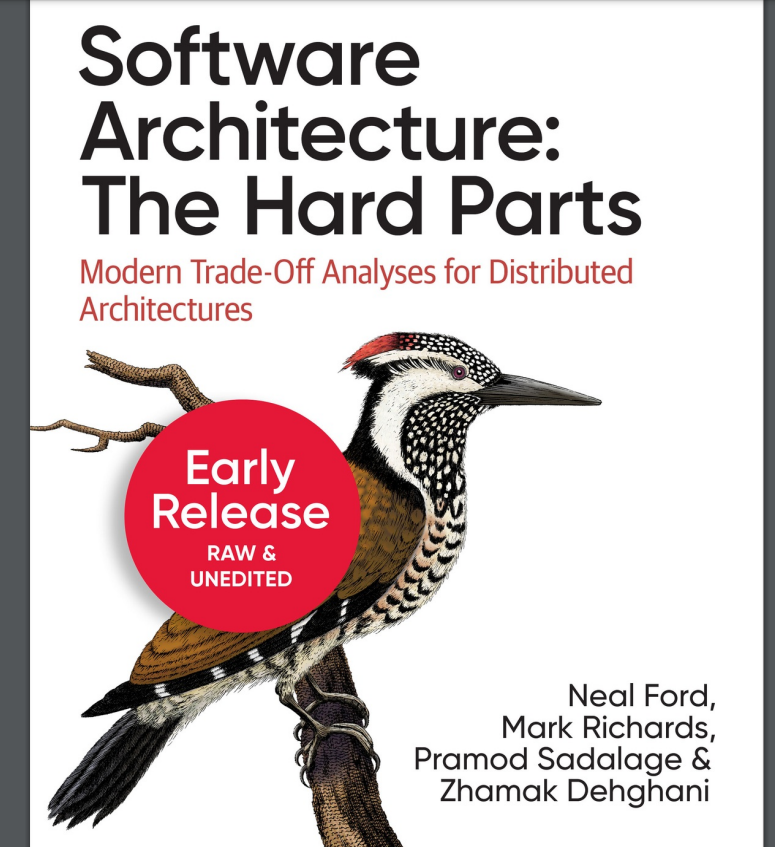 Software
Architecture:
The Hard Parts
Modern Trade-Off Analyses for Distributed
Architectures
Early
Release
RAW &
UNEDITED
Neal Ford,
Mark Richards,
Pramod Sadalage &
Zhamak Dehghani